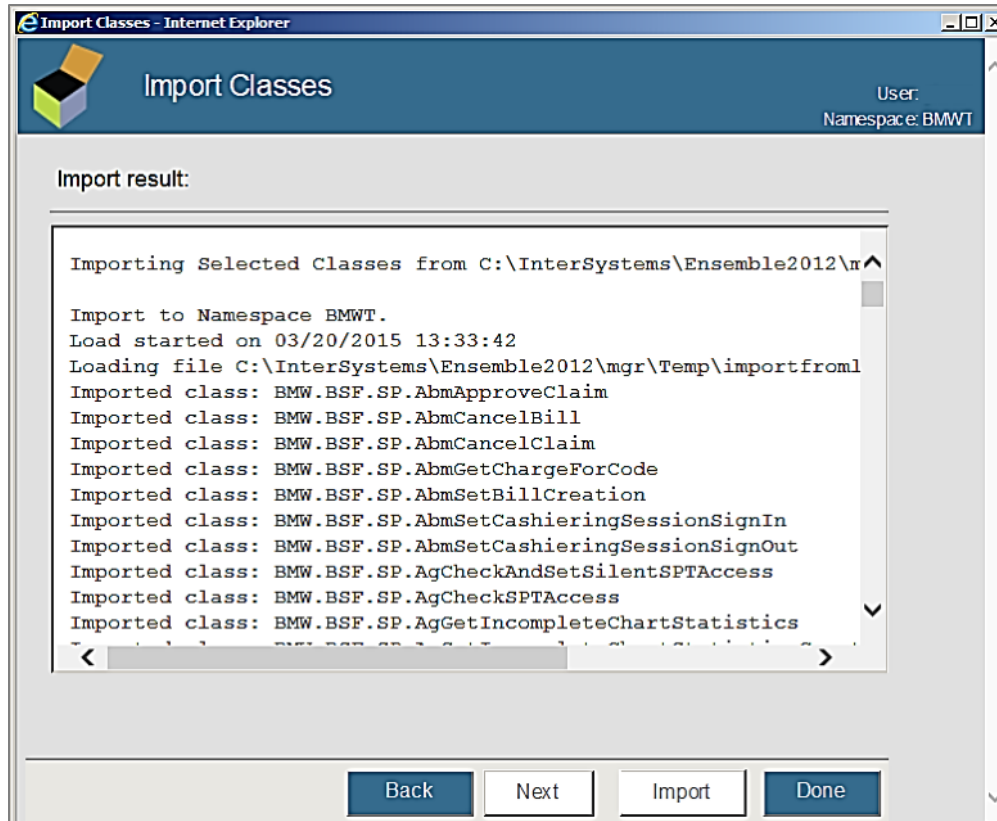 Import Classes - Internet Explorer
Import Classes
User:
Namespace: BMWT
Import result:
Importing Selected Classes from C:\InterSystems\Ensemble2012\m
Import to Namespace BMWT.
Load started on 03/20/2015 13:33:42
Loading file C:\InterSystems\Ensemble2012\mgr\Temp\importfroml
Imported class: BMW.BSF.SP.AbmApproveClaim
Imported class: BMW.BSF.SP.AbmCancelBill
Imported class: BMW.BSF.SP.AbmCancelClaim
Imported class: BMW.BSF.SP.AbmGetChargeForCode
Imported class: BMW.BSF.SP.AbmSetBillCreation
Imported class: BMW.BSF.SP.AbmSetCashieringSessionSignIn
Imported class: BMW.BSF.SP.AbmSetCashieringSessionSignOut
Imported class: BMW.BSF.SP.AgCheckAndSetSilentSPTAccess
Imported class: BMW.BSF.SP.AgCheckSPTAccess
Imported class: BMW.BSF.SP.AgGetIncompleteChartStatistics
Back Next Import Done